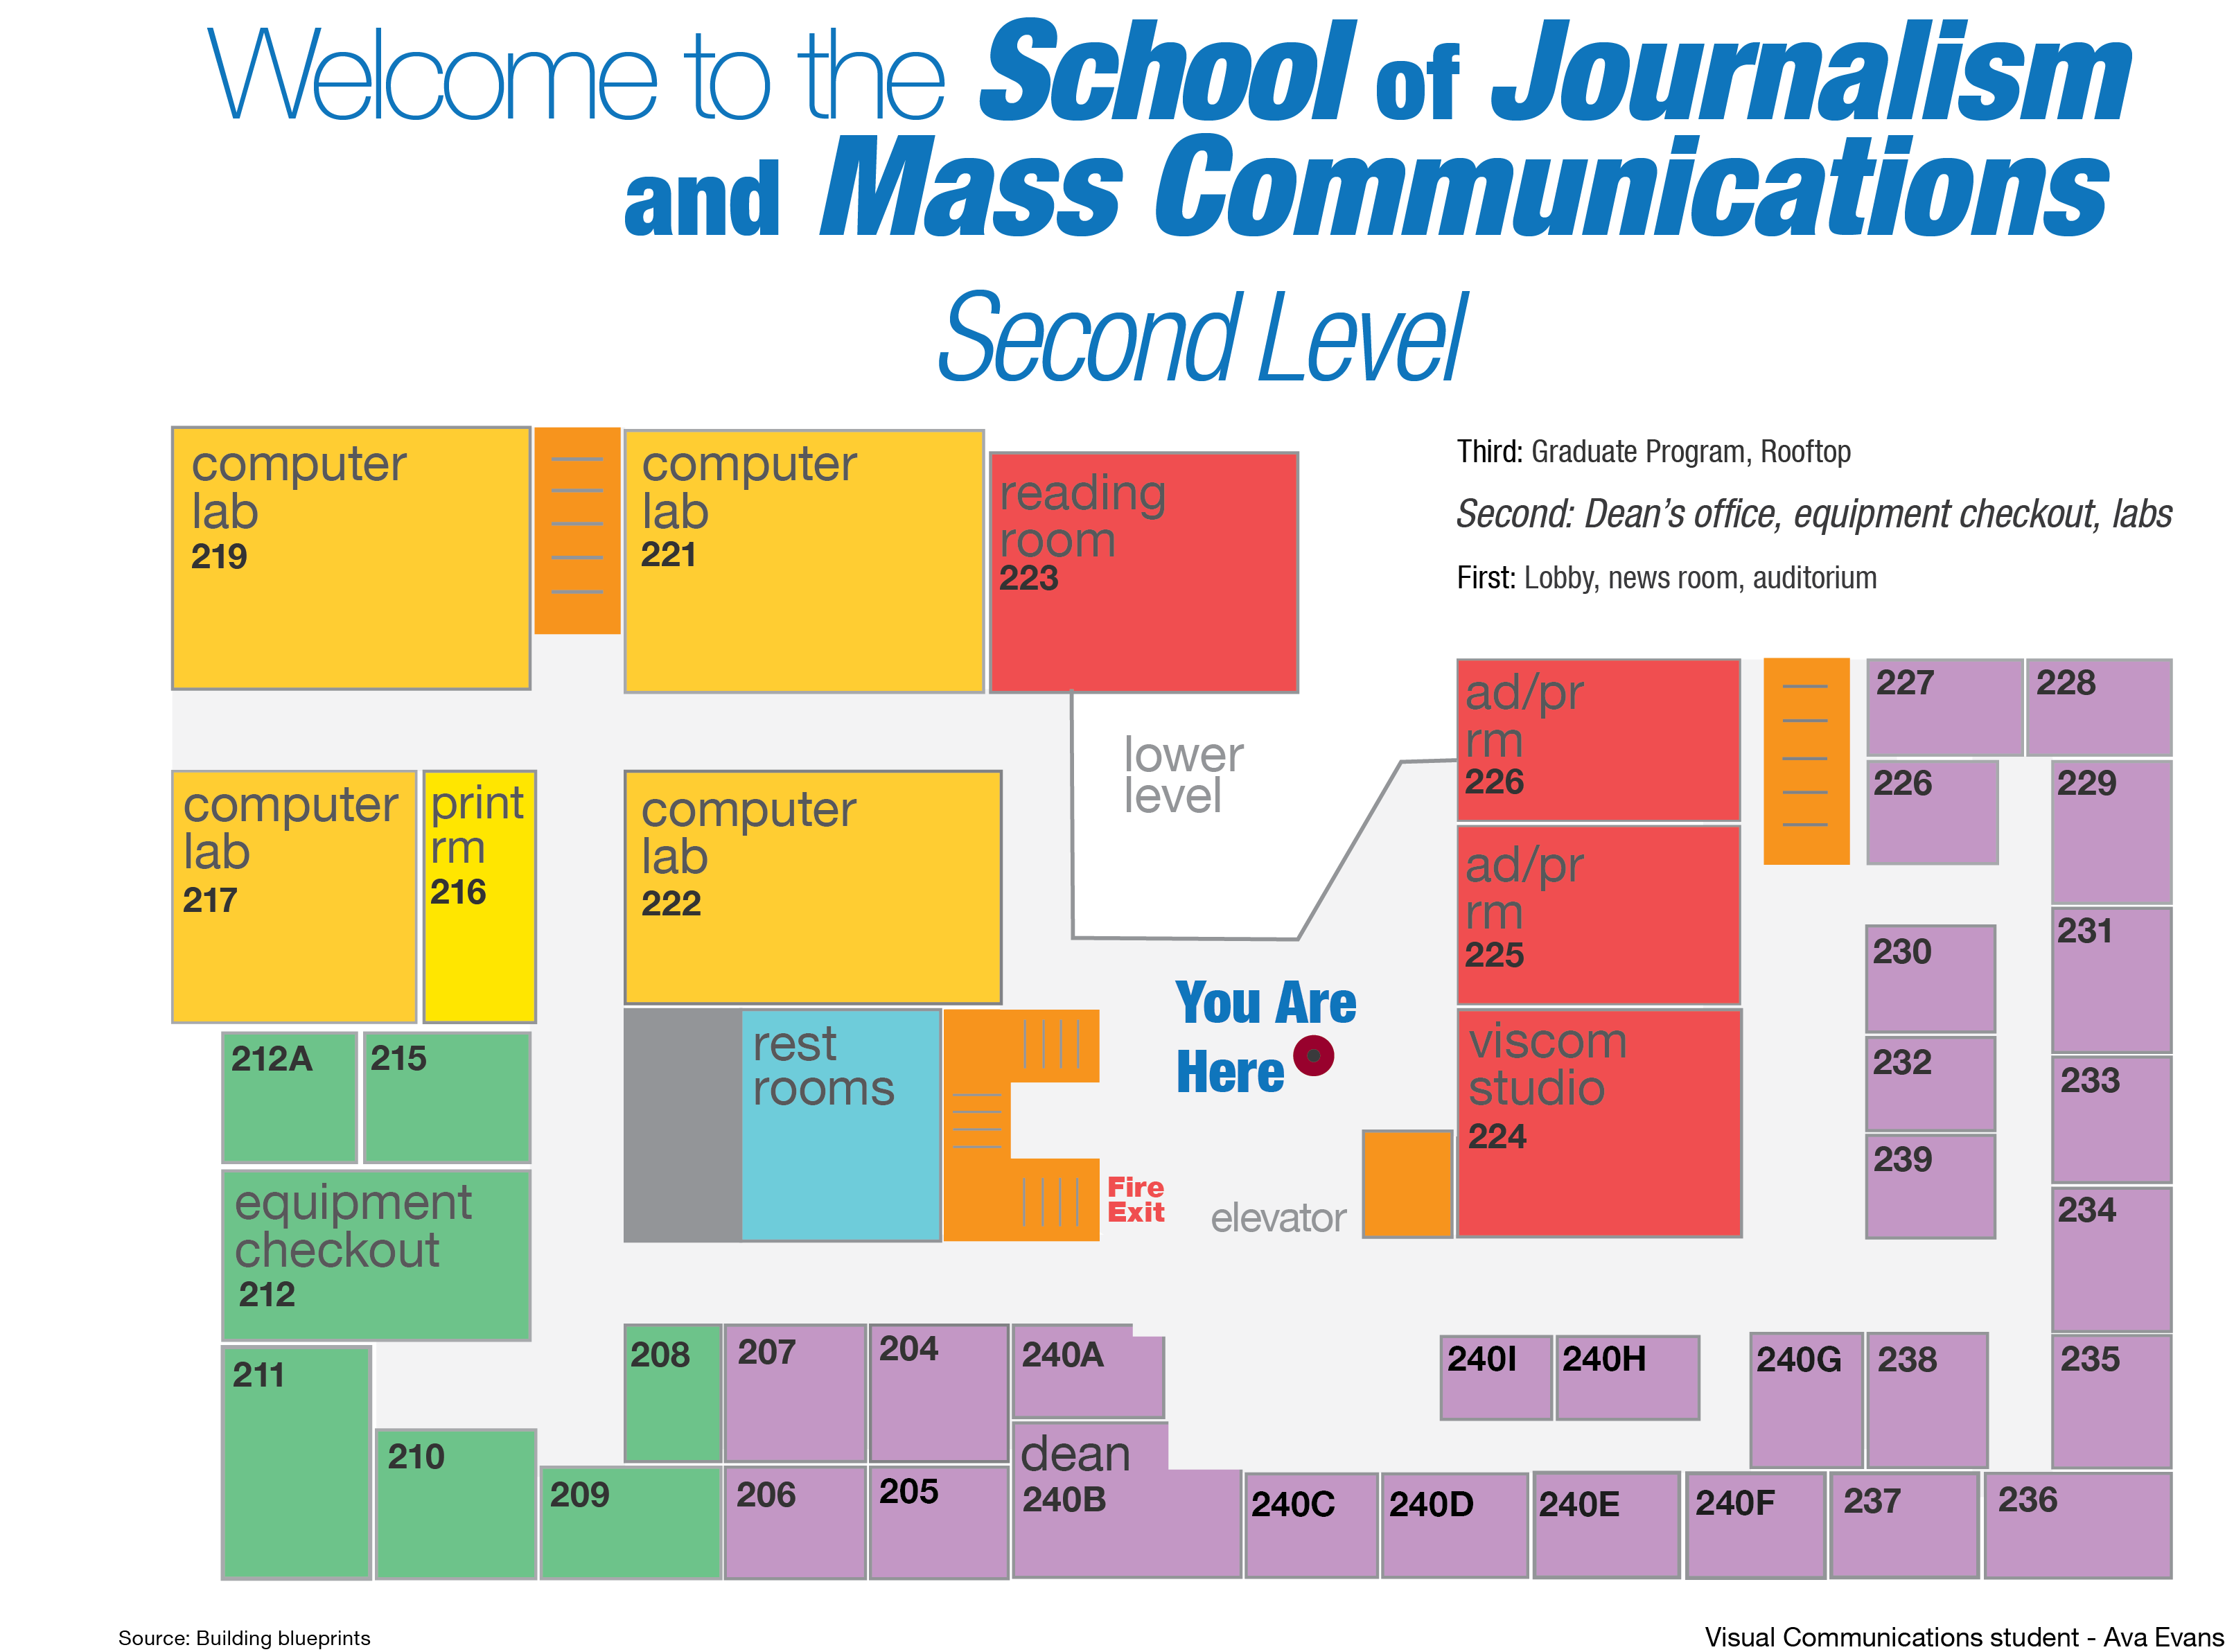 Welcome to the School of Journalism
and Mass Communications
Second Level
Third: Graduate Program, Rooftop
Second: Dean’s office, equipment checkout, labs
First: Lobby, news room, auditorium
computer
lab
219
computer
lab
221
reading
room
223
lower
level
ad/pr
rm
226
227
228
226
229
computer
lab
217
print
rm
216
computer
lab
222
ad/pr
rm
225
230
231
You Are
Here
212A
215
rest
rooms
viscom
studio
224
232
233
239
equipment
checkout
212
Fire
Exit
elevator
234
211
208
207
204
240A
240I
240H
240G
238
235
210
209
206
205
dean
240B
240C
240D
240E
240F
237
236
Source: Building blueprints
Visual Communications student - Ava Evans